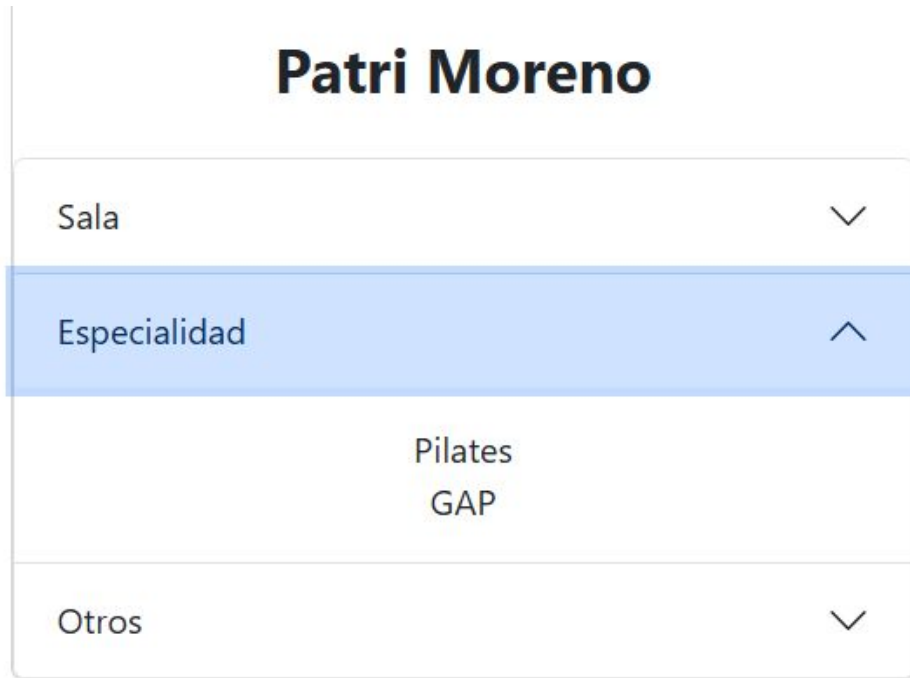 Patri Moreno
Sala
Especialidad
Pilates
GAP
Otros